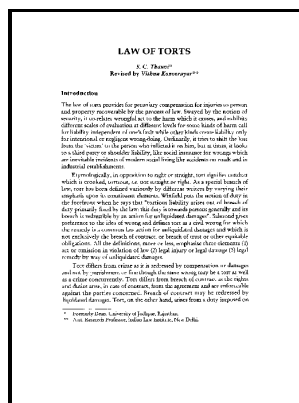 LAW OF TORTS
S. C. Thanvi*
Revised by Vishnu Konoorayar**
Introduction
The law of torts provides for pecuniary compensation for injuries to person
and property recoverable by the process of law. Swayed by the notion of
security, it co-relates wrongful act to the harm which it causes, and exhibits
different scales of evaluation at different levels for some kinds of harm call
for liability independent of one's fault while other kinds create liability only
for intentional or negligent wrong-doing. Ordinarily, it tries to shift the loss
from the 'victim' to the person who inflicted it on him, but at times, it looks
to a third party or shoulder liability, like social insurance for wrongs which
are inevitable incidents of modern social living like accidents on roads and in
industrial establishments.
Etymologically, in opposition to right or straight, tort signifies conduct
which is crooked, tortuous, i.e. not straight or right. As a special branch of
law, tort has been defined variously by different writers by varying their
emphasis upon its constituent elements. Winfield puts the notion of duty to
the forefront when he says that "tortious liability arises out of breach of
duty primarily fixed by the law: this duty is towards persons generally and its
breach is redressible by an action for unliquidated damages". Salmond gives
preference to the idea of wrong and defines tort as a civil wrong for which
the remedy is a common law action for unliquidated damages and which is
not exclusively the breach of contract, or breach of trust or other equitable
obligations. All the definitions, more or less, emphasise three elements (1)
act or omission in violation of law (2) legal injury or legal damage (3) legal
remedy by way of unliquidated damages.
Tort differs from crime as it is redressed by compensation or damages
and not by punishment or fine though the same wrong may be a tort as well
as a crime concurrently. Tort differs from breach of contract as the rights
and duties arise, in case of contract, from the agreement and are enforceable
against the parties concerned. Breach of contract may be redressed by
liquidated damages. Tort, on the other hand, arises from a duty imposed on
* Formerly Dean, University of Jodhpur, Rajasthan.
** Asst. Research Professor, Indian Law Institute, New Delhi.